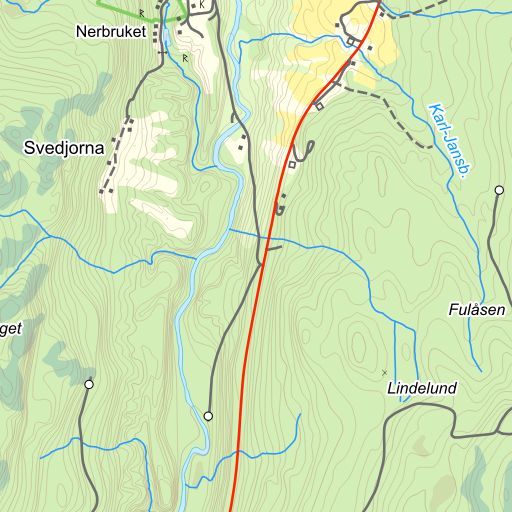 K
R
Nerbruket
R
Karl-Jansb.
Svedjorna
Fulåsen
get
Lindelund